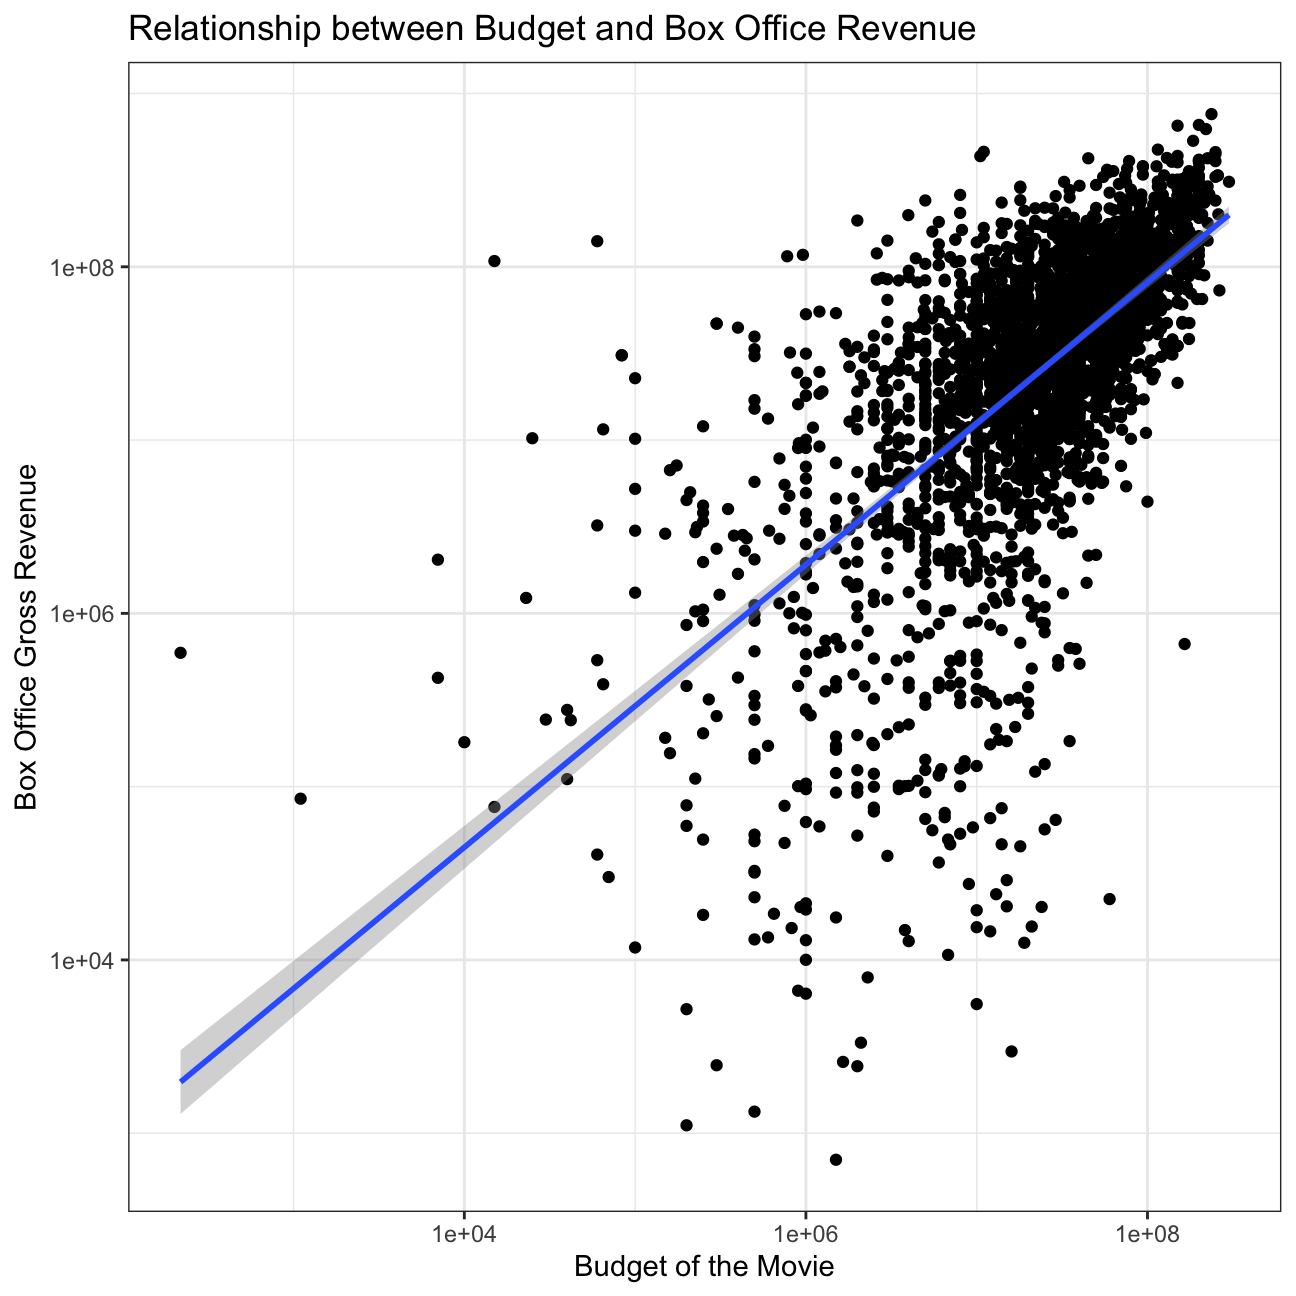 Relationship between Budget and Box Office Revenue
Box Office Gross Revenue
1e+08
1e+06
1e+04
1e+04 1e+06 1e+08
Budget of the Movie